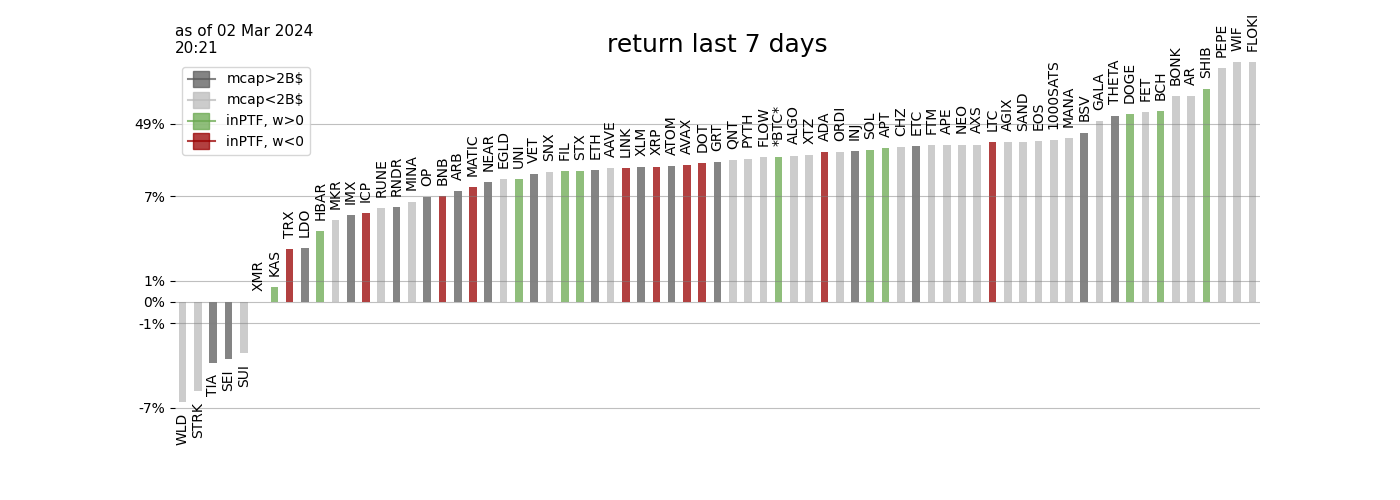 as of 02 Mar 2024
20:21
return last 7 days
mcap>2B$
mcap<2B$
inPTF, w>0
inPTF, w<0
49%
7%
1%
0%
-1%
-7%
WLD
STRK
TIA
SEI
SUI
XMR
KAS
TRX
LDO
HBAR
MKR
IMX
ICP
RUNE
RNDR
MINA
OP
BNB
ARB
MATIC
NEAR
EGLD
UNI
VET
SNX
FIL
STX
ETH
AAVE
LINK
XLM
XRP
ATOM
AVAX
DOT
GRT
QNT
PYTH
FLOW
*BTC*
ALGO
XTZ
ADA
ORDI
INJ
SOL
APT
CHZ
ETC
FTM
APE
NEO
AXS
LTC
AGIX
SAND
EOS
1000SATS
MANA
BSV
GALA
THETA
DOGE
FET
BCH
BONK
AR
SHIB
PEPE
WIF
FLOKI